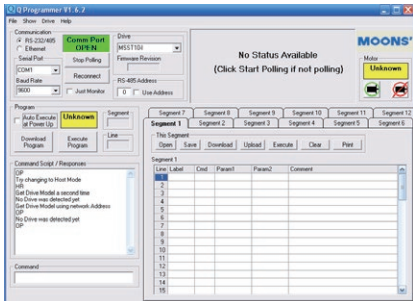 Q Programmer V1.6.2
File Show Drive Help
Communication
RS-232/485
Ethernet
Comm Port
OPEN
Drive
M5ST10-I
Serial Port
COM1
Stop Polling
Firmware Revision
Baud Rate
9600
Reconnect
Just Monitor
RS-485 Address
0 Use Address
No Status Available
(Click Start Polling if not polling)
MOONS'
Motor
Unknown
Program
Auto Execute
at Power Up
Unknown
Segment
Download
Program
Execute
Program
Line
Segment 7 Segment 8 Segment 9 Segment 10 Segment 11 Segment 12
Segment 1 Segment 2 Segment 3 Segment 4 Segment 5 Segment 6
This Segment
Open Save Download Upload Execute Clear Print
Segment 1
Line Label Cmd Param1 Param2 Comment
1
2
3
4
5
6
7
8
9
10
11
12
13
14
15
Command Script / Responses
OP
Try changing to Host Mode
HR
Get Drive Model a second time
No Drive was detected yet
Get Drive Model using network Address
OP
No Drive was detected yet
OP
Command